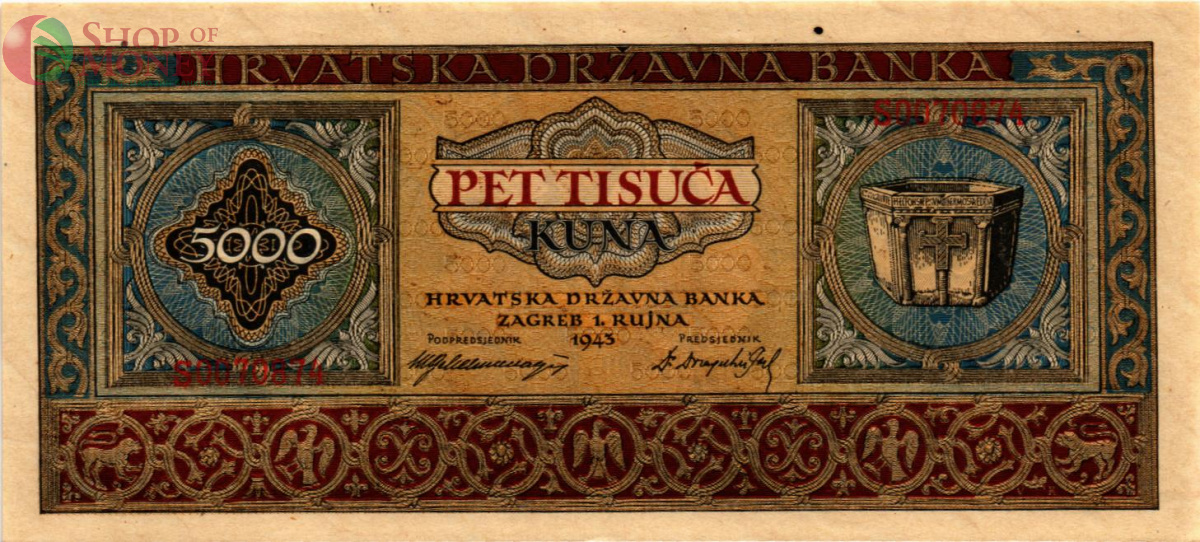 SHOP OF
MONEY
HRVATSKA DRŽAVNA BANKA
S0070874
5000
PET TISUĆA
KUNA
HRVATSKA DRŽAVNA BANKA
ZAGREB 1. RUJNA
1943
PODPREDSJEDNIK
PREDSJEDNIK
S0070874